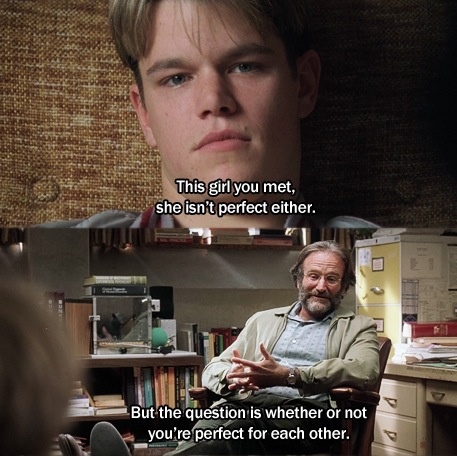 This girl you met,
she isn't perfect either.
But the question is whether or not
you're perfect for each other.